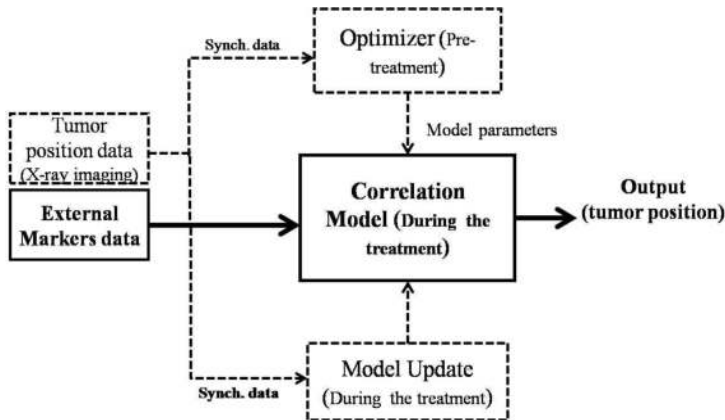 Synch. data
Optimizer (Pre-
treatment)
Tumor
position data
(X-ray imaging)
Model parameters
External
Markers data
Correlation
Model (During the
treatment)
Output
(tumor position)
Synch. data
Model Update
(During the treatment)